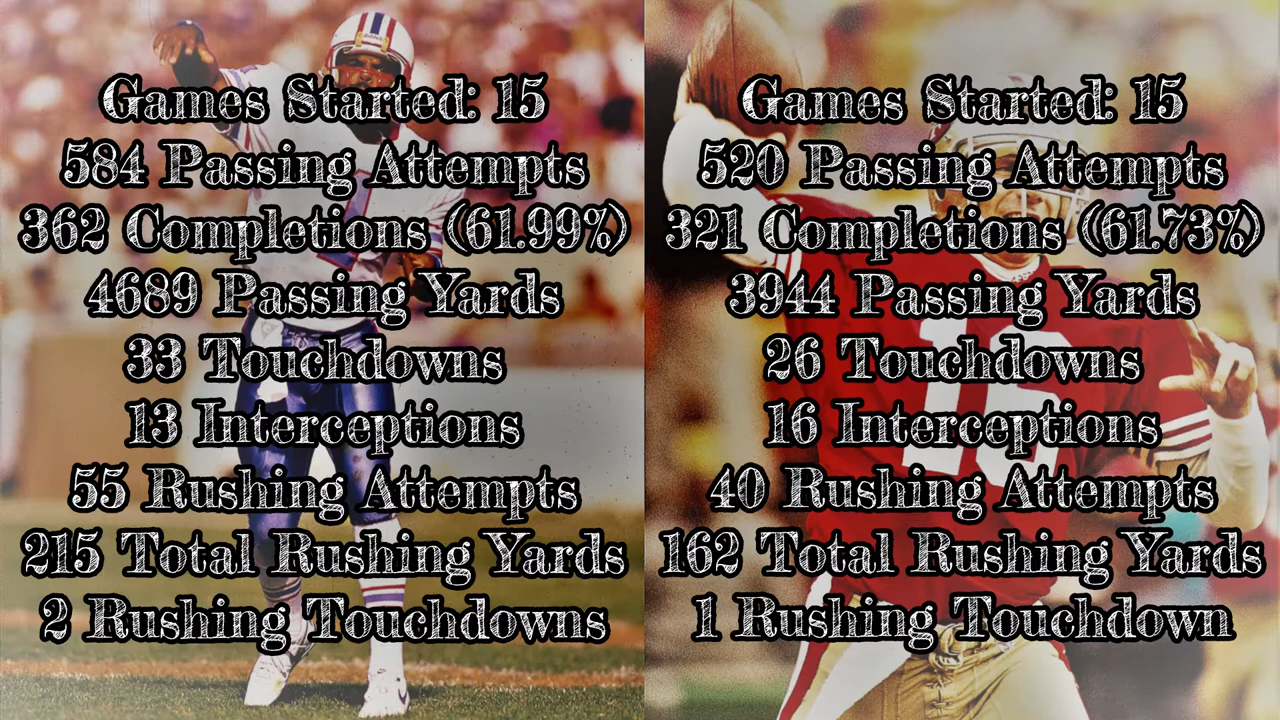 Games Started: 15
584 Passing Attempts
362 Completions (61.99%)
4689 Passing Yards
33 Touchdowns
13 Interceptions
55 Rushing Attempts
215 Total Rushing Yards
2 Rushing Touchdowns
Games Started: 15
520 Passing Attempts
321 Completions (61.73%)
3944 Passing Yards
26 Touchdowns
16 Interceptions
40 Rushing Attempts
162 Total Rushing Yards
1 Rushing Touchdown